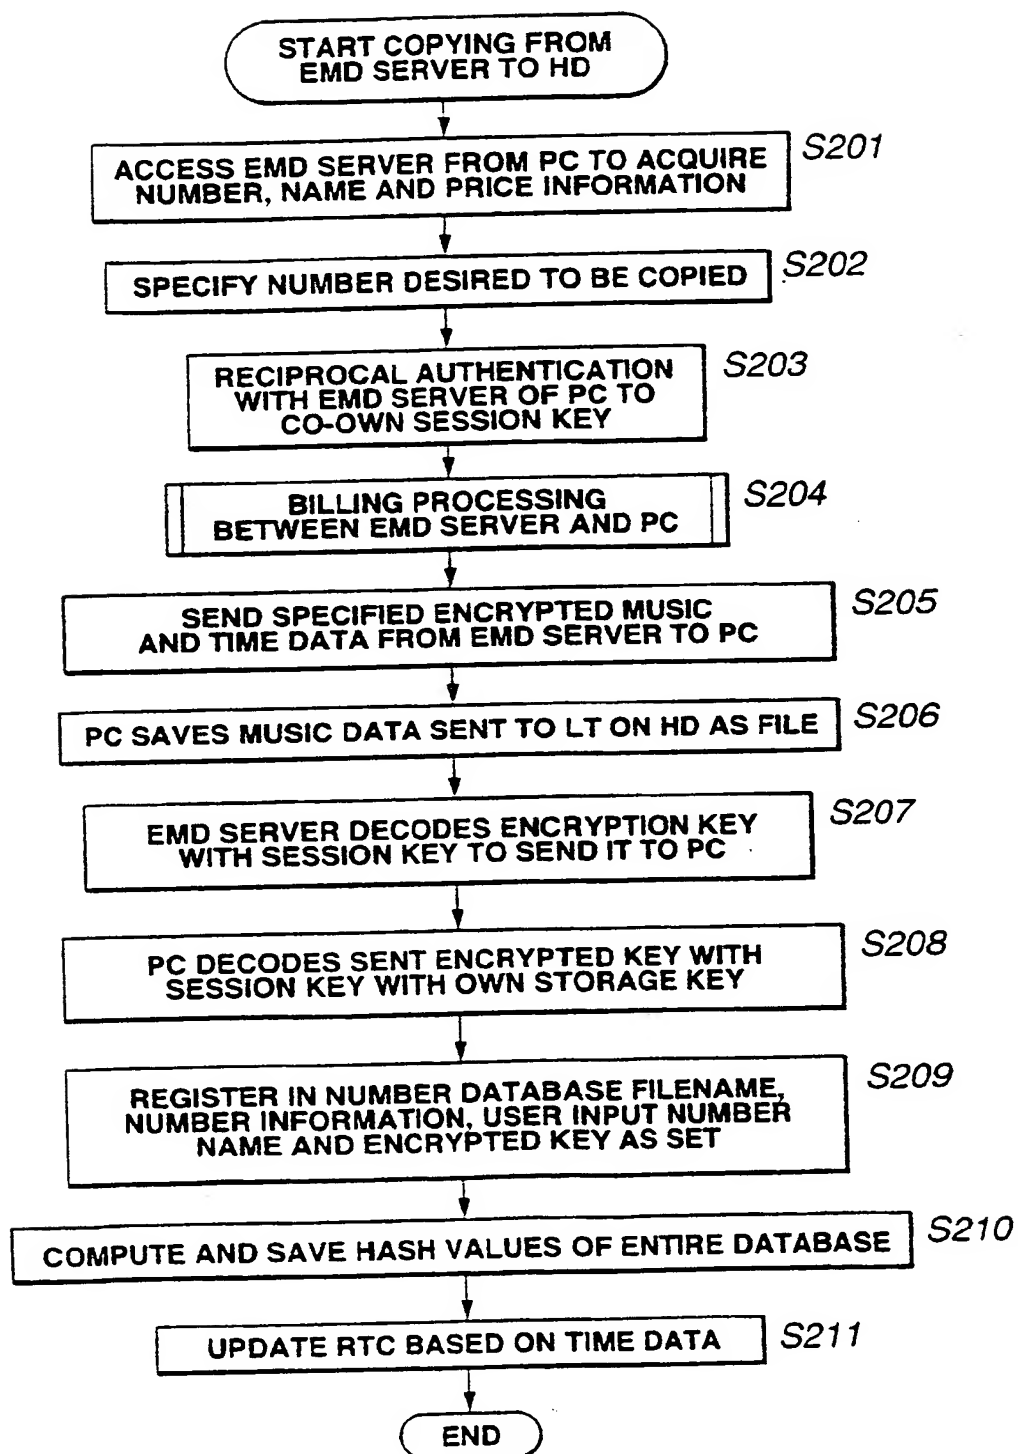 START COPYING FROM
EMD SERVER TO HD
ACCESS EMD SERVER FROM PC TO ACQUIRE
NUMBER, NAME AND PRICE INFORMATION
S201
SPECIFY NUMBER DESIRED TO BE COPIED
S202
RECIPROCAL AUTHENTICATION
WITH EMD SERVER OF PC TO
CO-OWN SESSION KEY
S203
BILLING PROCESSING
BETWEEN EMD SERVER AND PC
S204
SEND SPECIFIED ENCRYPTED MUSIC
AND TIME DATA FROM EMD SERVER TO PC
S205
PC SAVES MUSIC DATA SENT TO LT ON HD AS FILE
S206
EMD SERVER DECODES ENCRYPTION KEY
WITH SESSION KEY TO SEND IT TO PC
S207
PC DECODES SENT ENCRYPTED KEY WITH
SESSION KEY WITH OWN STORAGE KEY
S208
REGISTER IN NUMBER DATABASE FILENAME,
NUMBER INFORMATION, USER INPUT NUMBER
NAME AND ENCRYPTED KEY AS SET
S209
COMPUTE AND SAVE HASH VALUES OF ENTIRE DATABASE
S210
UPDATE RTC BASED ON TIME DATA
S211
END